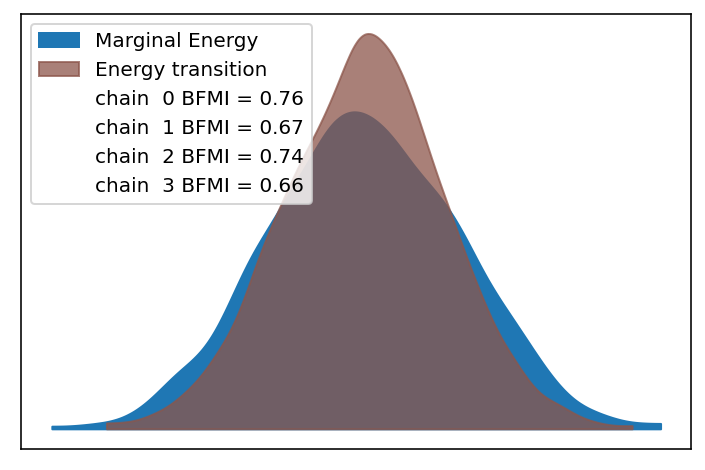 Marginal Energy
Energy transition
chain  0 BFMI = 0.76
chain  1 BFMI = 0.67
chain  2 BFMI = 0.74
chain  3 BFMI = 0.66